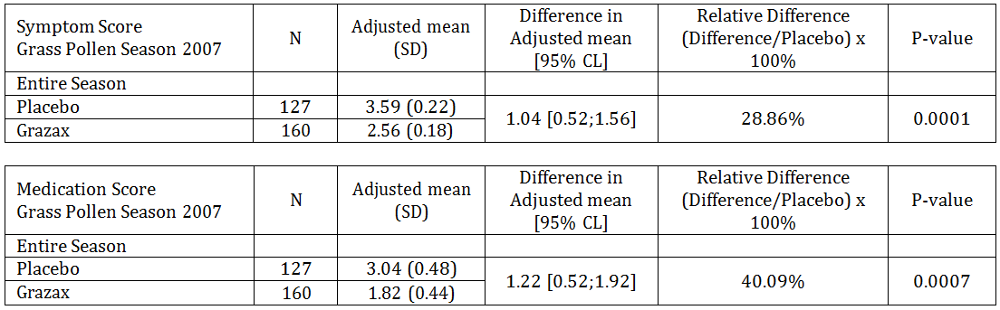 Symptom Score
Grass Pollen Season 2007
N
Adjusted mean
(SD)
Difference in
Adjusted mean
[95% CL]
Relative Difference
(Difference/Placebo) x
100%
P-value
Entire Season
Placebo
127
3.59 (0.22)
1.04 [0.52;1.56]
28.86%
0.0001
Grazax
160
2.56 (0.18)
Medication Score
Grass Pollen Season 2007
N
Adjusted mean
(SD)
Difference in
Adjusted mean
[95% CL]
Relative Difference
(Difference/Placebo) x
100%
P-value
Entire Season
Placebo
127
3.04 (0.48)
1.22 [0.52;1.92]
40.09%
0.0007
Grazax
160
1.82 (0.44)